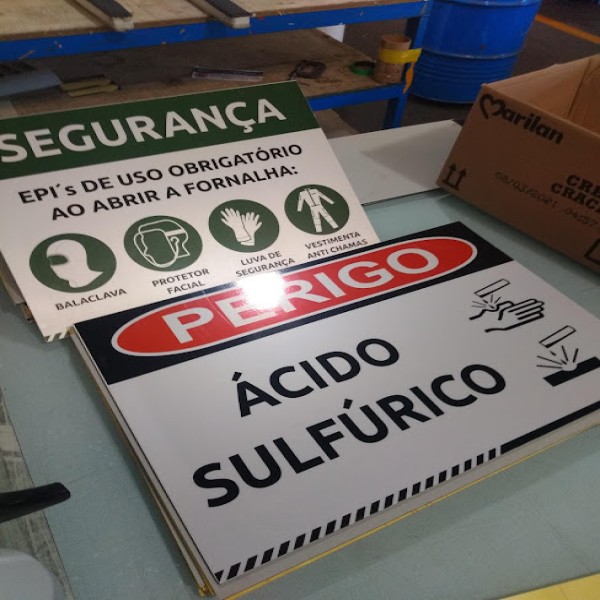 SEGURANÇA
EPI´s DE USO OBRIGATÓRIO
AO ABRIR A FORNALHA:
BALACLAVA
PROTETOR
FACIAL
LUVA DE
SEGURANÇA
VESTIMENTA
ANTI CHAMAS
PERIGO
ÁCIDO
SULFÚRICO
Marilan